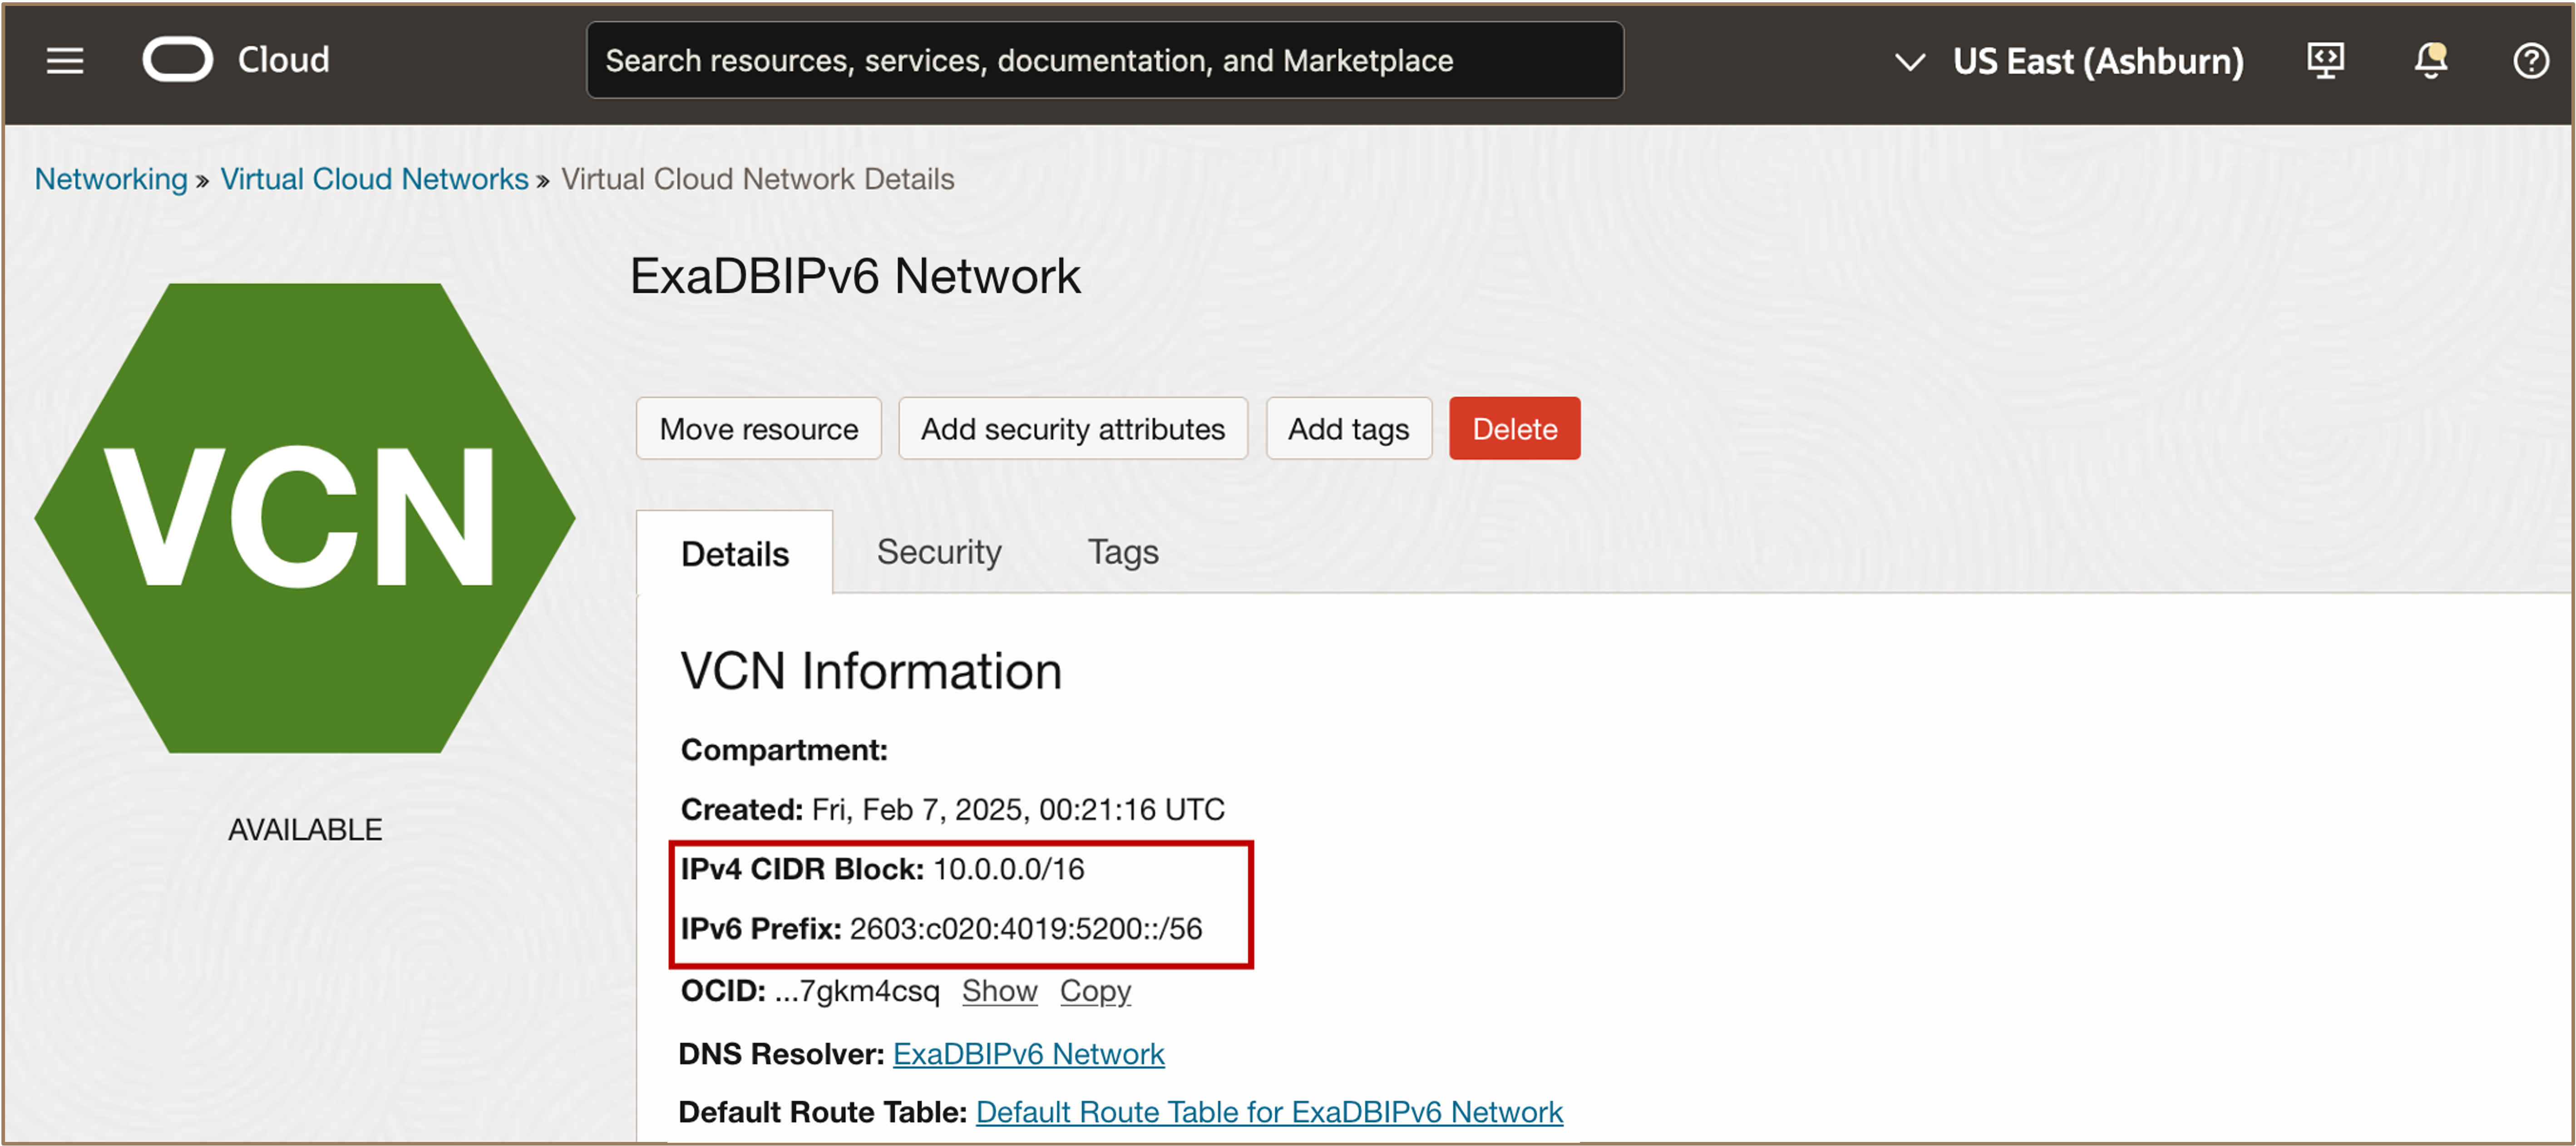 Cloud
Search resources, services, documentation, and Marketplace
US East (Ashburn)
Networking » Virtual Cloud Networks » Virtual Cloud Network Details
ExaDBIPv6 Network
Move resource
Add security attributes
Add tags
Delete
VCN
AVAILABLE
Details
Security
Tags
VCN Information
Compartment:
Created: Fri, Feb 7, 2025, 00:21:16 UTC
IPv4 CIDR Block: 10.0.0.0/16
IPv6 Prefix: 2603:c020:4019:5200::/56
OCID: ...7gkm4csq Show Copy
DNS Resolver: ExaDBIPv6 Network
Default Route Table: Default Route Table for ExaDBIPv6 Network